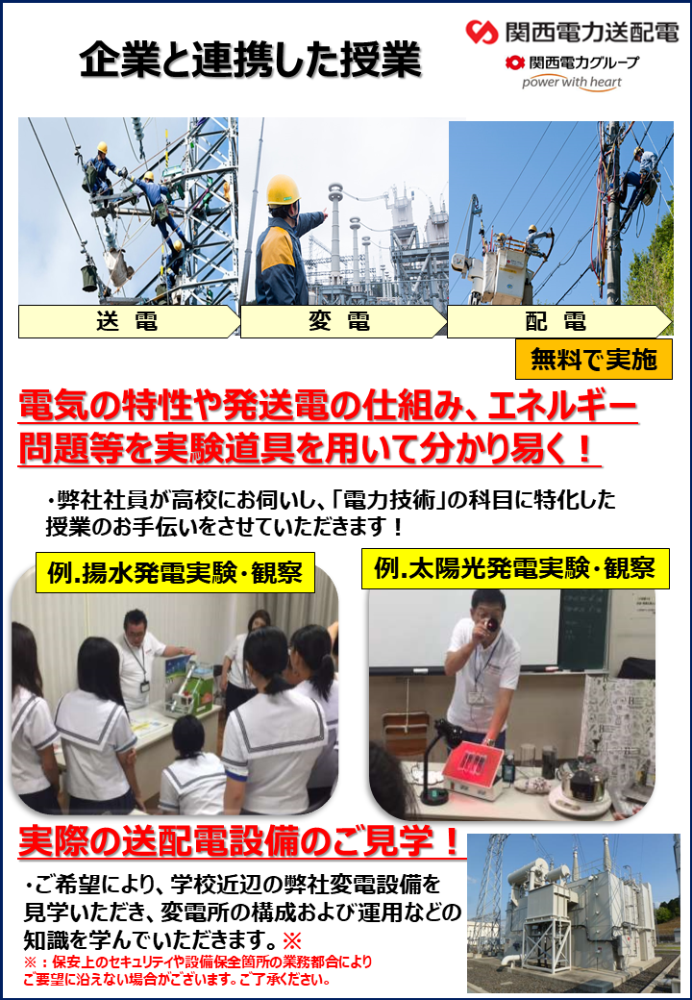 企業と連携した授業
関西電力送配電
関西電力グループ
power with heart
送 電
変 電
配 電
無料で実施
電気の特性や発送電の仕組み、エネルギー
問題等を実験道具を用いて分かり易く！
・弊社社員が高校にお伺いし、「電力技術」の科目に特化した
授業のお手伝いをさせていただきます！
例.揚水発電実験・観察
例.太陽光発電実験・観察
実際の送配電設備のご見学！
・ご希望により、学校近辺の弊社変電設備を
見学いただき、変電所の構成および運用などの
知識を学んでいただきます。※
※：保安上のセキュリティや設備保全箇所の業務都合により
ご要望に沿えない場合がございます。ご了承ください。